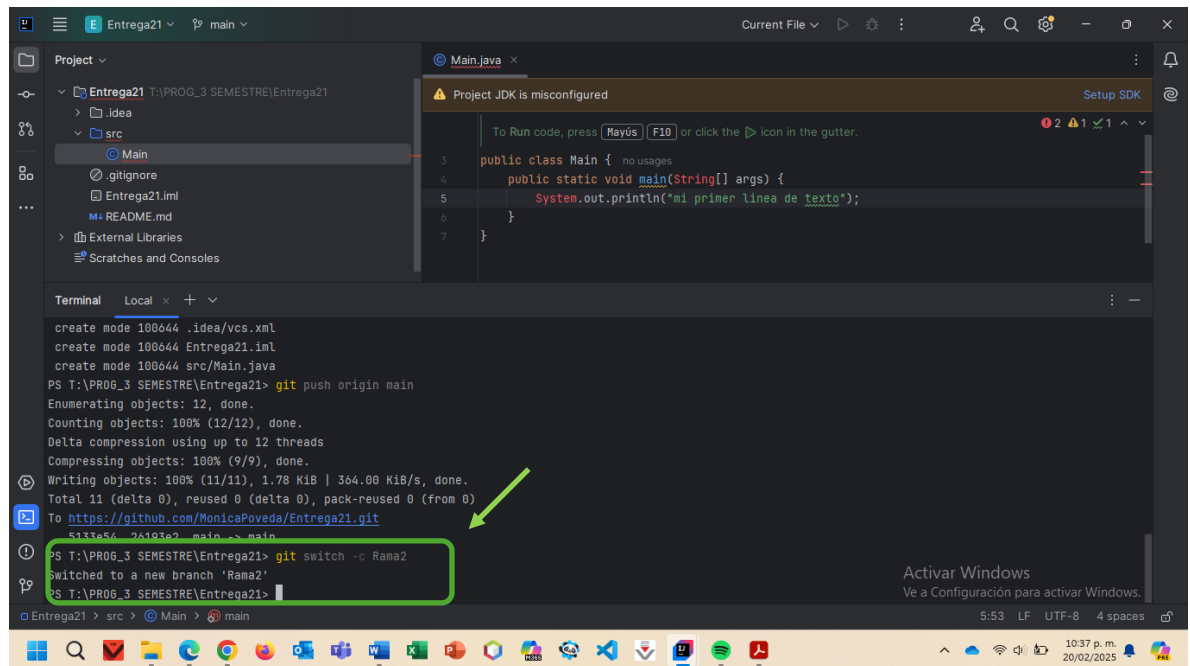 E Entrega21 main Current File
Project
Main.java
Entrega21 T:\PROG_3 SEMESTRE\Entrega21
Project JDK is misconfigured Setup SDK
.idea
src
Main
.gitignore
Entrega21.iml
README.md
External Libraries
Scratches and Consoles
To Run code, press Mayús F10 or click the icon in the gutter.
2 1 1
3 public class Main { no usages
4 public static void main(String[] args) {
5 System.out.println("mi primer linea de texto");
6 }
7 }
Terminal Local
create mode 100644 .idea/vcs.xml
create mode 100644 Entrega21.iml
create mode 100644 src/Main.java
PS T:\PROG_3 SEMESTRE\Entrega21> git push origin main
Enumerating objects: 12, done.
Counting objects: 100% (12/12), done.
Delta compression using up to 12 threads
Compressing objects: 100% (9/9), done.
Writing objects: 100% (11/11), 1.78 KiB | 364.00 KiB/s, done.
Total 11 (delta 0), reused 0 (delta 0), pack-reused 0 (from 0)
To https://github.com/MonicaPoveda/Entrega21.git
5133e54..26193e2 main -> main
PS T:\PROG_3 SEMESTRE\Entrega21> git switch -c Rama2
Switched to a new branch 'Rama2'
PS T:\PROG_3 SEMESTRE\Entrega21>
Activar Windows
Ve a Configuración para activar Windows.
Entrega21 > src > Main > main 5:53 LF UTF-8 4 spaces
10:37 p. m.
20/02/2025